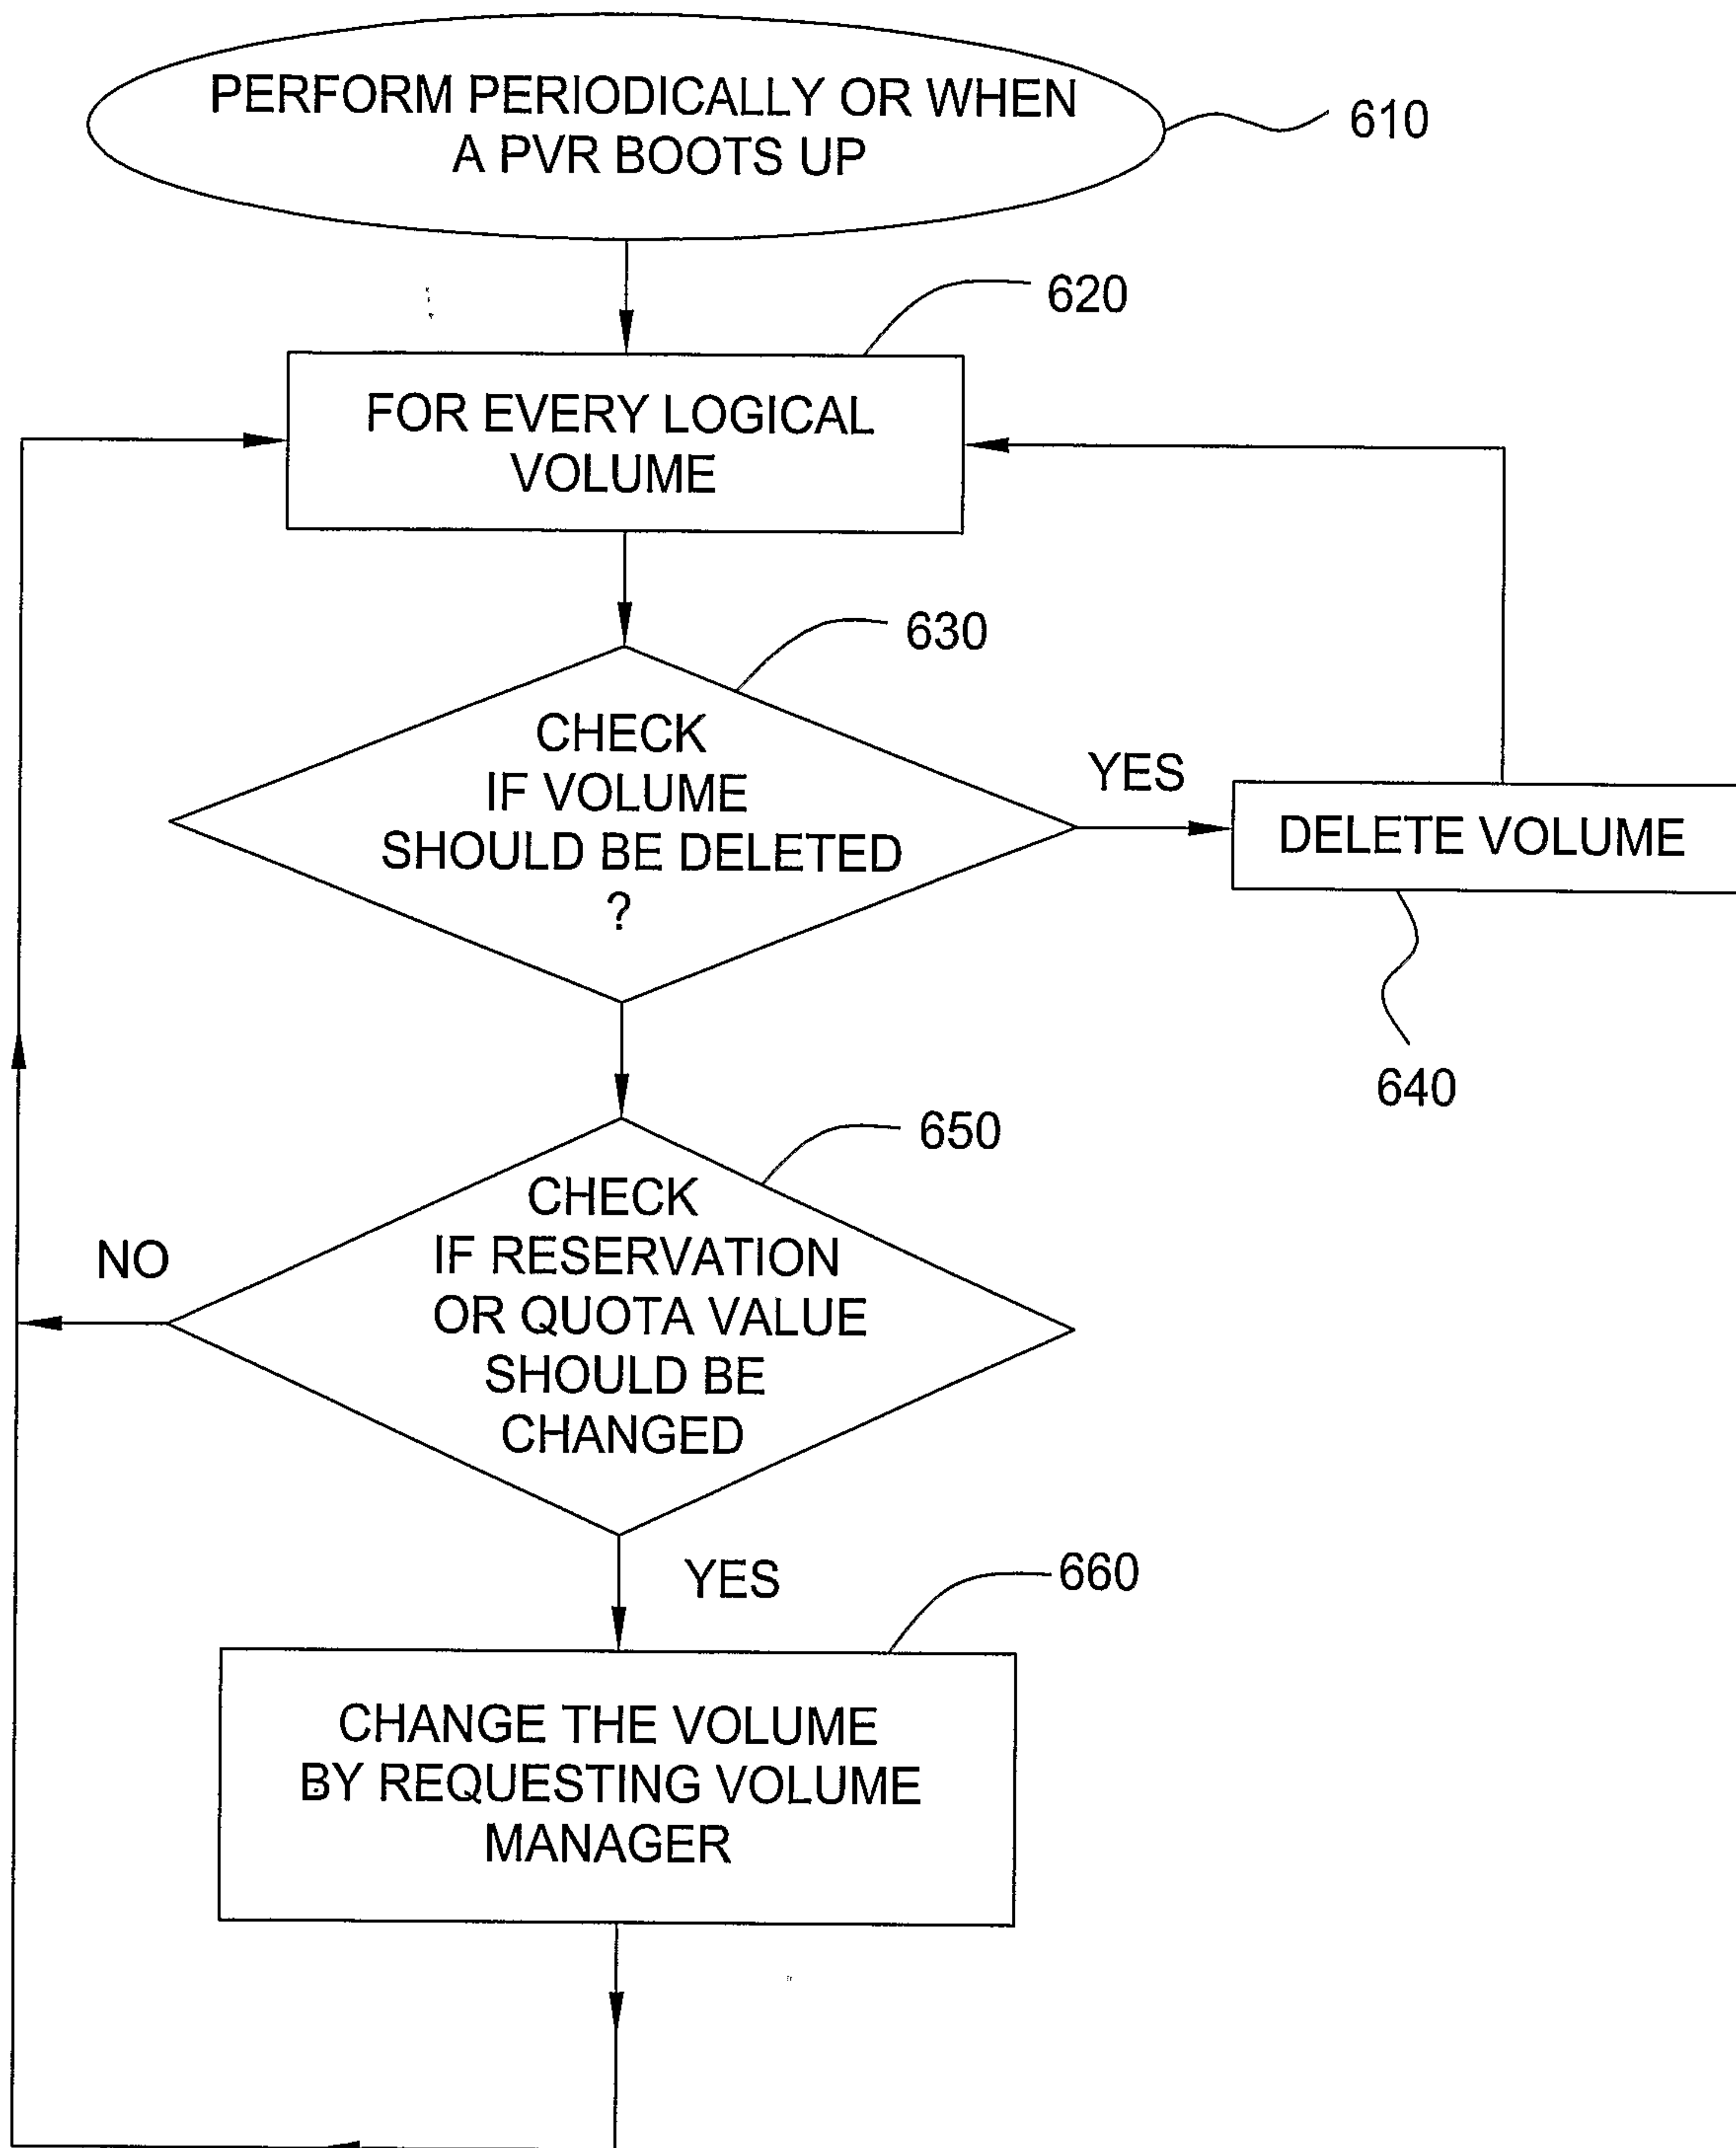 PERFORM PERIODICALLY OR WHEN
A PVR BOOTS UP
610
620
FOR EVERY LOGICAL
VOLUME
630
CHECK
IF VOLUME
SHOULD BE DELETED
?
YES
DELETE VOLUME
640
650
CHECK
IF RESERVATION
OR QUOTA VALUE
SHOULD BE
CHANGED
NO
YES
660
CHANGE THE VOLUME
BY REQUESTING VOLUME
MANAGER